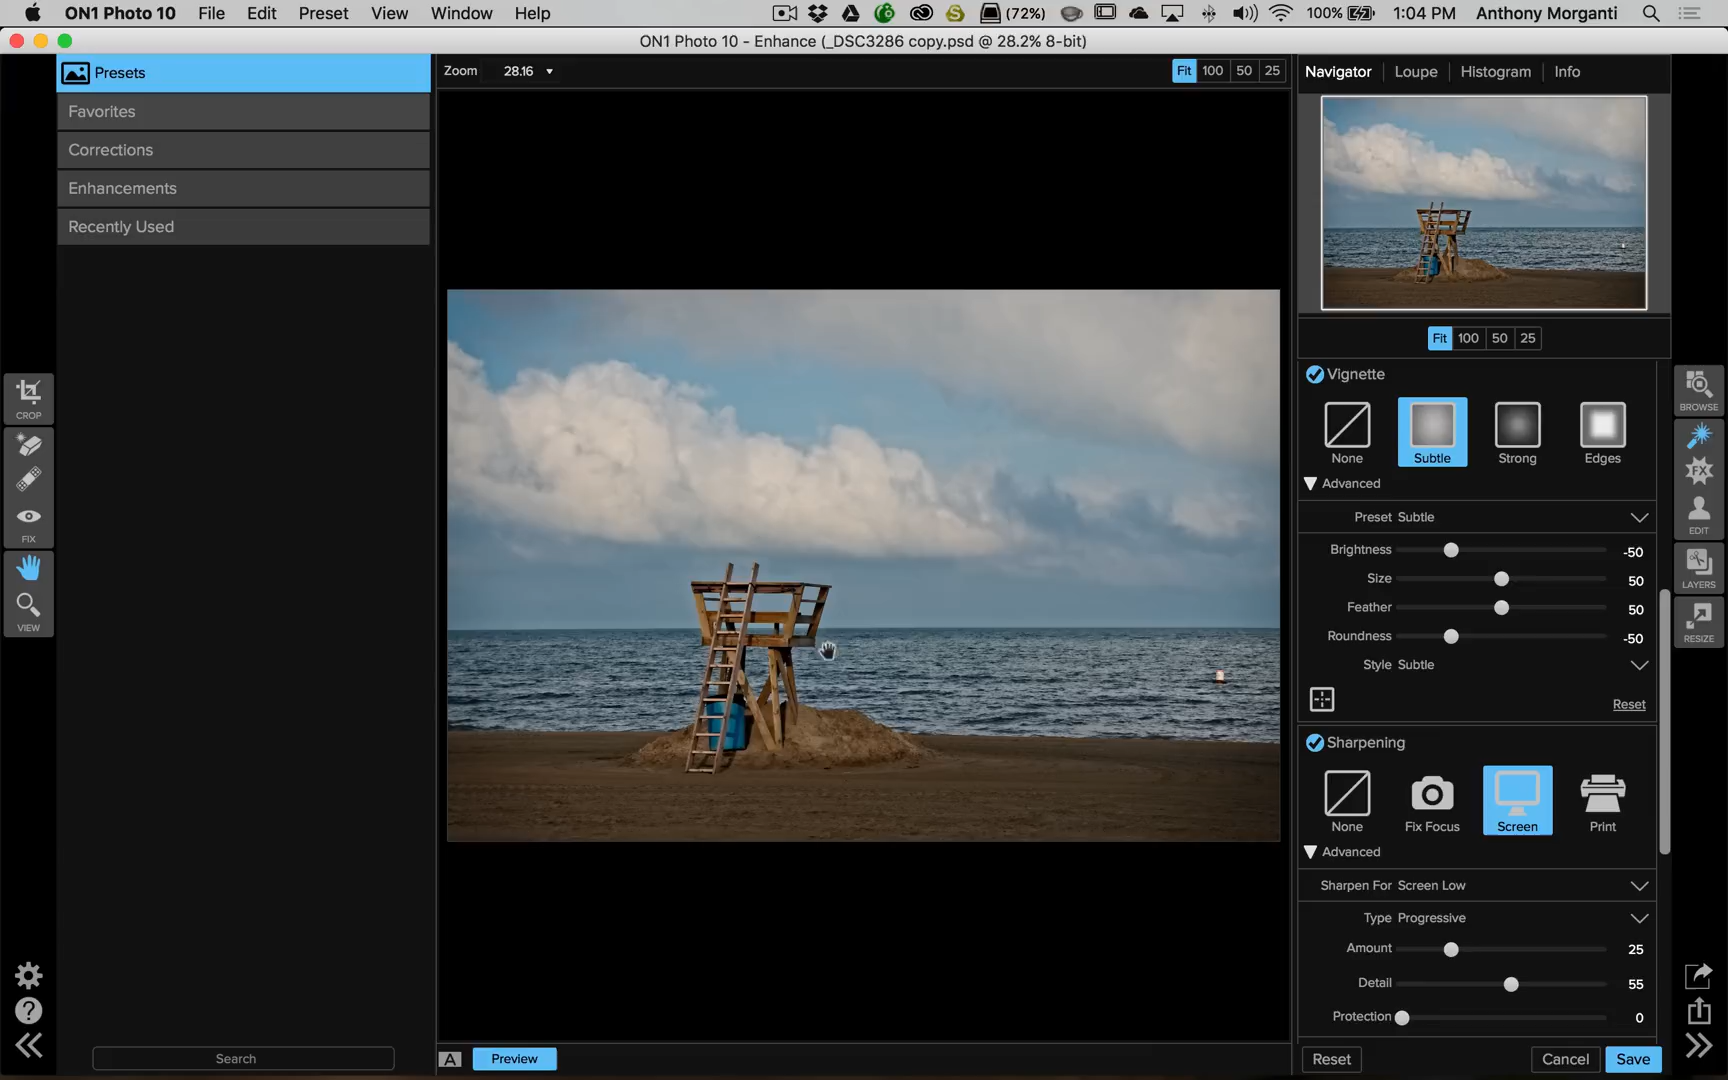 ON1 Photo 10 File Edit Preset View Window Help (72%) 100% 1:04 PM Anthony Morganti
ON1 Photo 10 - Enhance (_DSC3286 copy.psd @ 28.2% 8-bit)
Presets
Favorites
Corrections
Enhancements
Recently Used
CROP
FIX
VIEW
Search
Zoom 28.16 Fit 100 50 25
A Preview
Navigator Loupe Histogram Info
Fit 100 50 25
Vignette
None Subtle Strong Edges
Advanced
Preset Subtle
Brightness -50
Size 50
Feather 50
Roundness -50
Style Subtle
Reset
Sharpening
None Fix Focus Screen Print
Advanced
Sharpen For Screen Low
Type Progressive
Amount 25
Detail 55
Protection 0
Reset Cancel Save
BROWSE
FX
EDIT
LAYERS
RESIZE